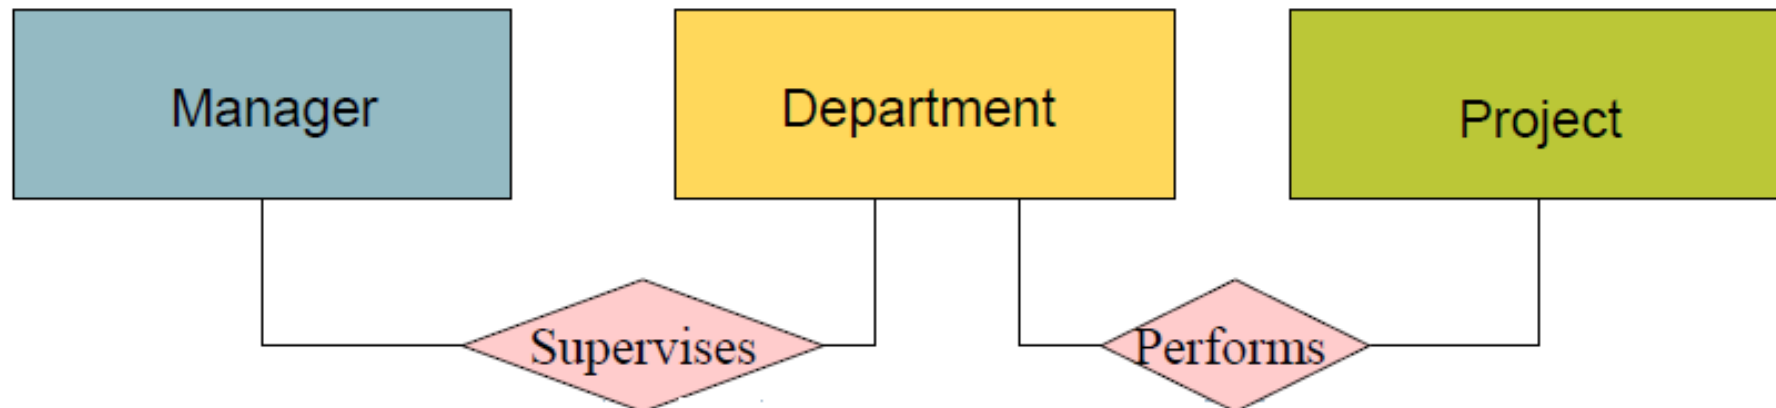 Manager
Department
Project
Supervises
Performs